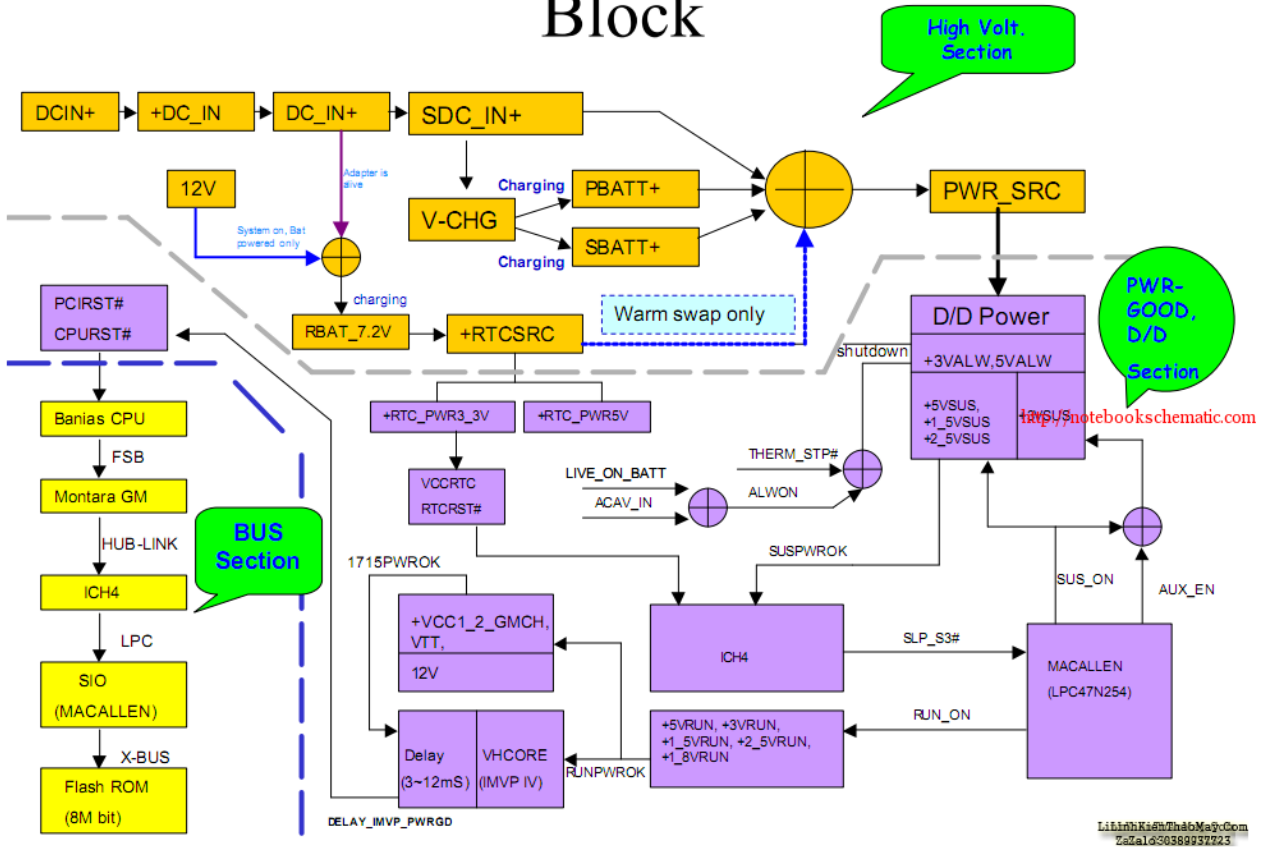 Block
High Volt.
Section
DCIN+
+DC_IN
DC_IN+
SDC_IN+
Adapter is
alive
12V
System on, Bat
powered only
V-CHG
Charging
PBATT+
SBATT+
Charging
PWR_SRC
charging
RBAT_7.2V
+RTCSRC
Warm swap only
PCIRST#
CPURST#
D/D Power
shutdown
+3VALW,5VALW
+5VSUS,
+1_5VSUS
+2_5VSUS
+3VSUS
PWR-
GOOD,
D/D
Section
http://notebookschematic.com
+RTC_PWR3_3V
+RTC_PWR5V
VCCRTC
RTCRST#
LIVE_ON_BATT
ACAV_IN
THERM_STP#
ALWON
Banias CPU
FSB
Montara GM
HUB-LINK
ICH4
LPC
SIO
(MACALLEN)
X-BUS
Flash ROM
(8M bit)
BUS
Section
1715PWROK
SUSPWROK
SUS_ON
AUX_EN
+VCC1_2_GMCH,
VTT,
12V
ICH4
SLP_S3#
MACALLEN
(LPC47N254)
RUN_ON
+5VRUN, +3VRUN,
+1_5VRUN, +2_5VRUN,
+1_8VRUN
RUNPWROK
Delay
(3~12mS)
VHCORE
(IMVP IV)
DELAY_IMVP_PWRGD